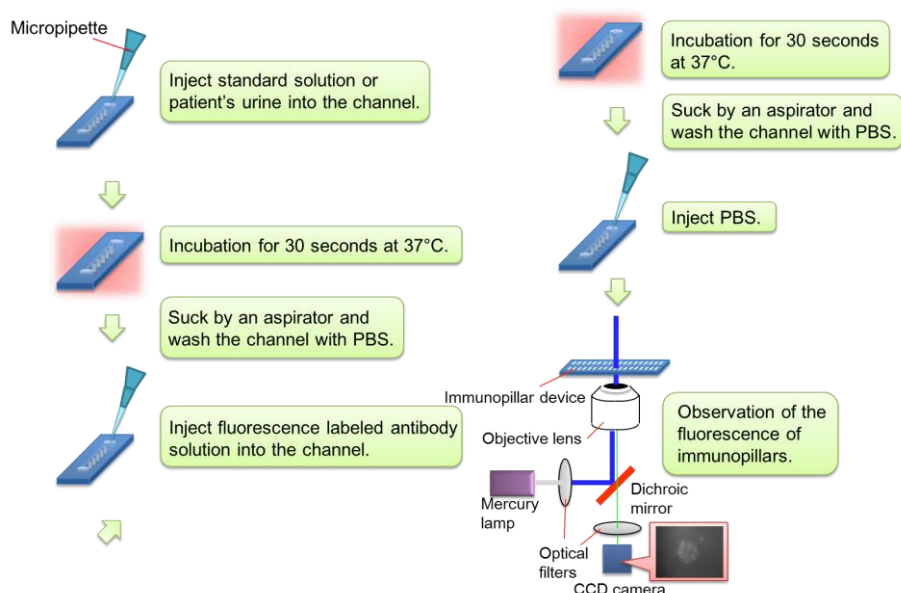 Micropipette
Inject standard solution or
patient's urine into the channel.
Incubation for 30 seconds at 37°C.
Suck by an aspirator and
wash the channel with PBS.
Inject fluorescence labeled antibody
solution into the channel.
Incubation for 30 seconds
at 37°C.
Suck by an aspirator and
wash the channel with PBS.
Inject PBS.
Immunopillar device
Objective lens
Observation of the
fluorescence of
immunopillars.
Mercury
lamp
Dichroic
mirror
Optical
filters
CCD camera